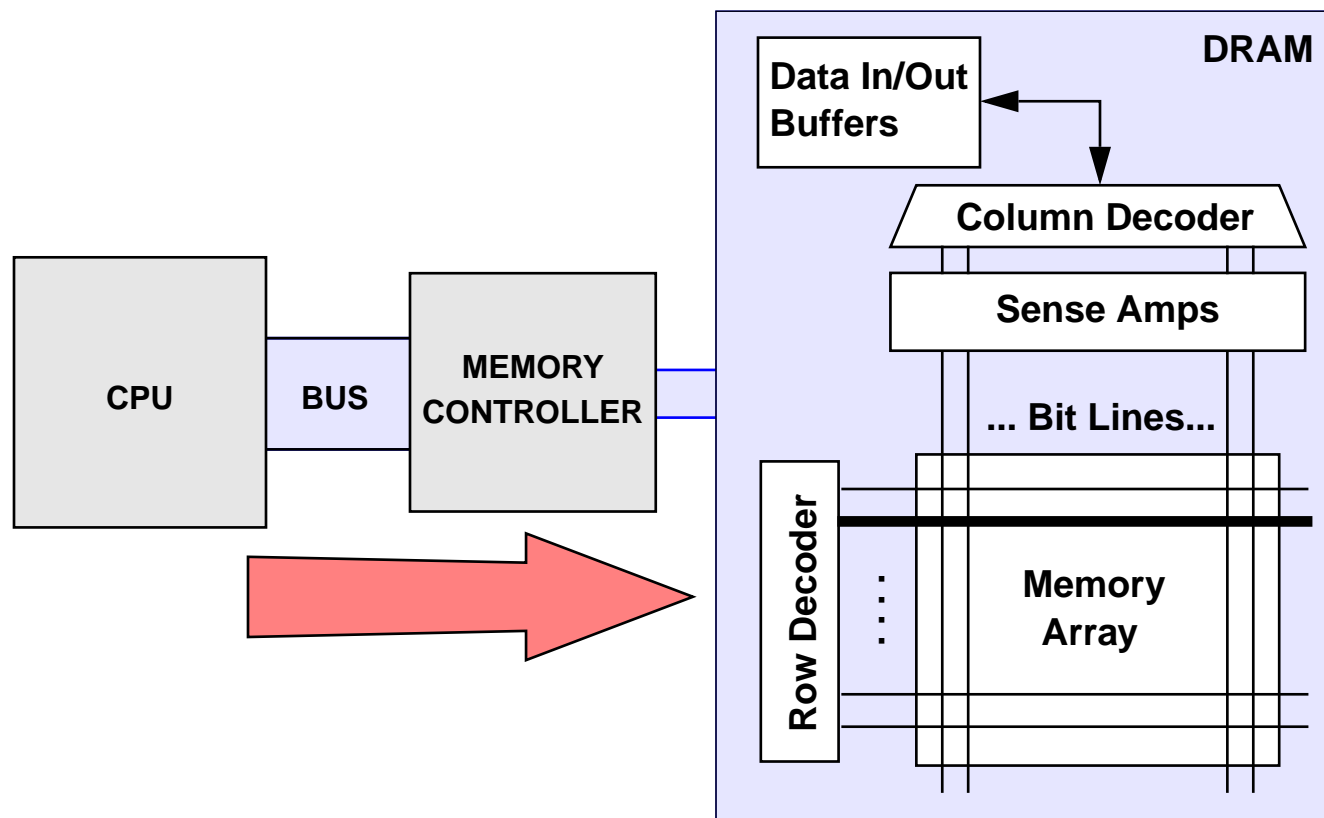 DRAM
Data In/Out
Buffers
Column Decoder
Sense Amps
... Bit Lines...
CPU
BUS
MEMORY
CONTROLLER
Row Decoder
Memory
Array